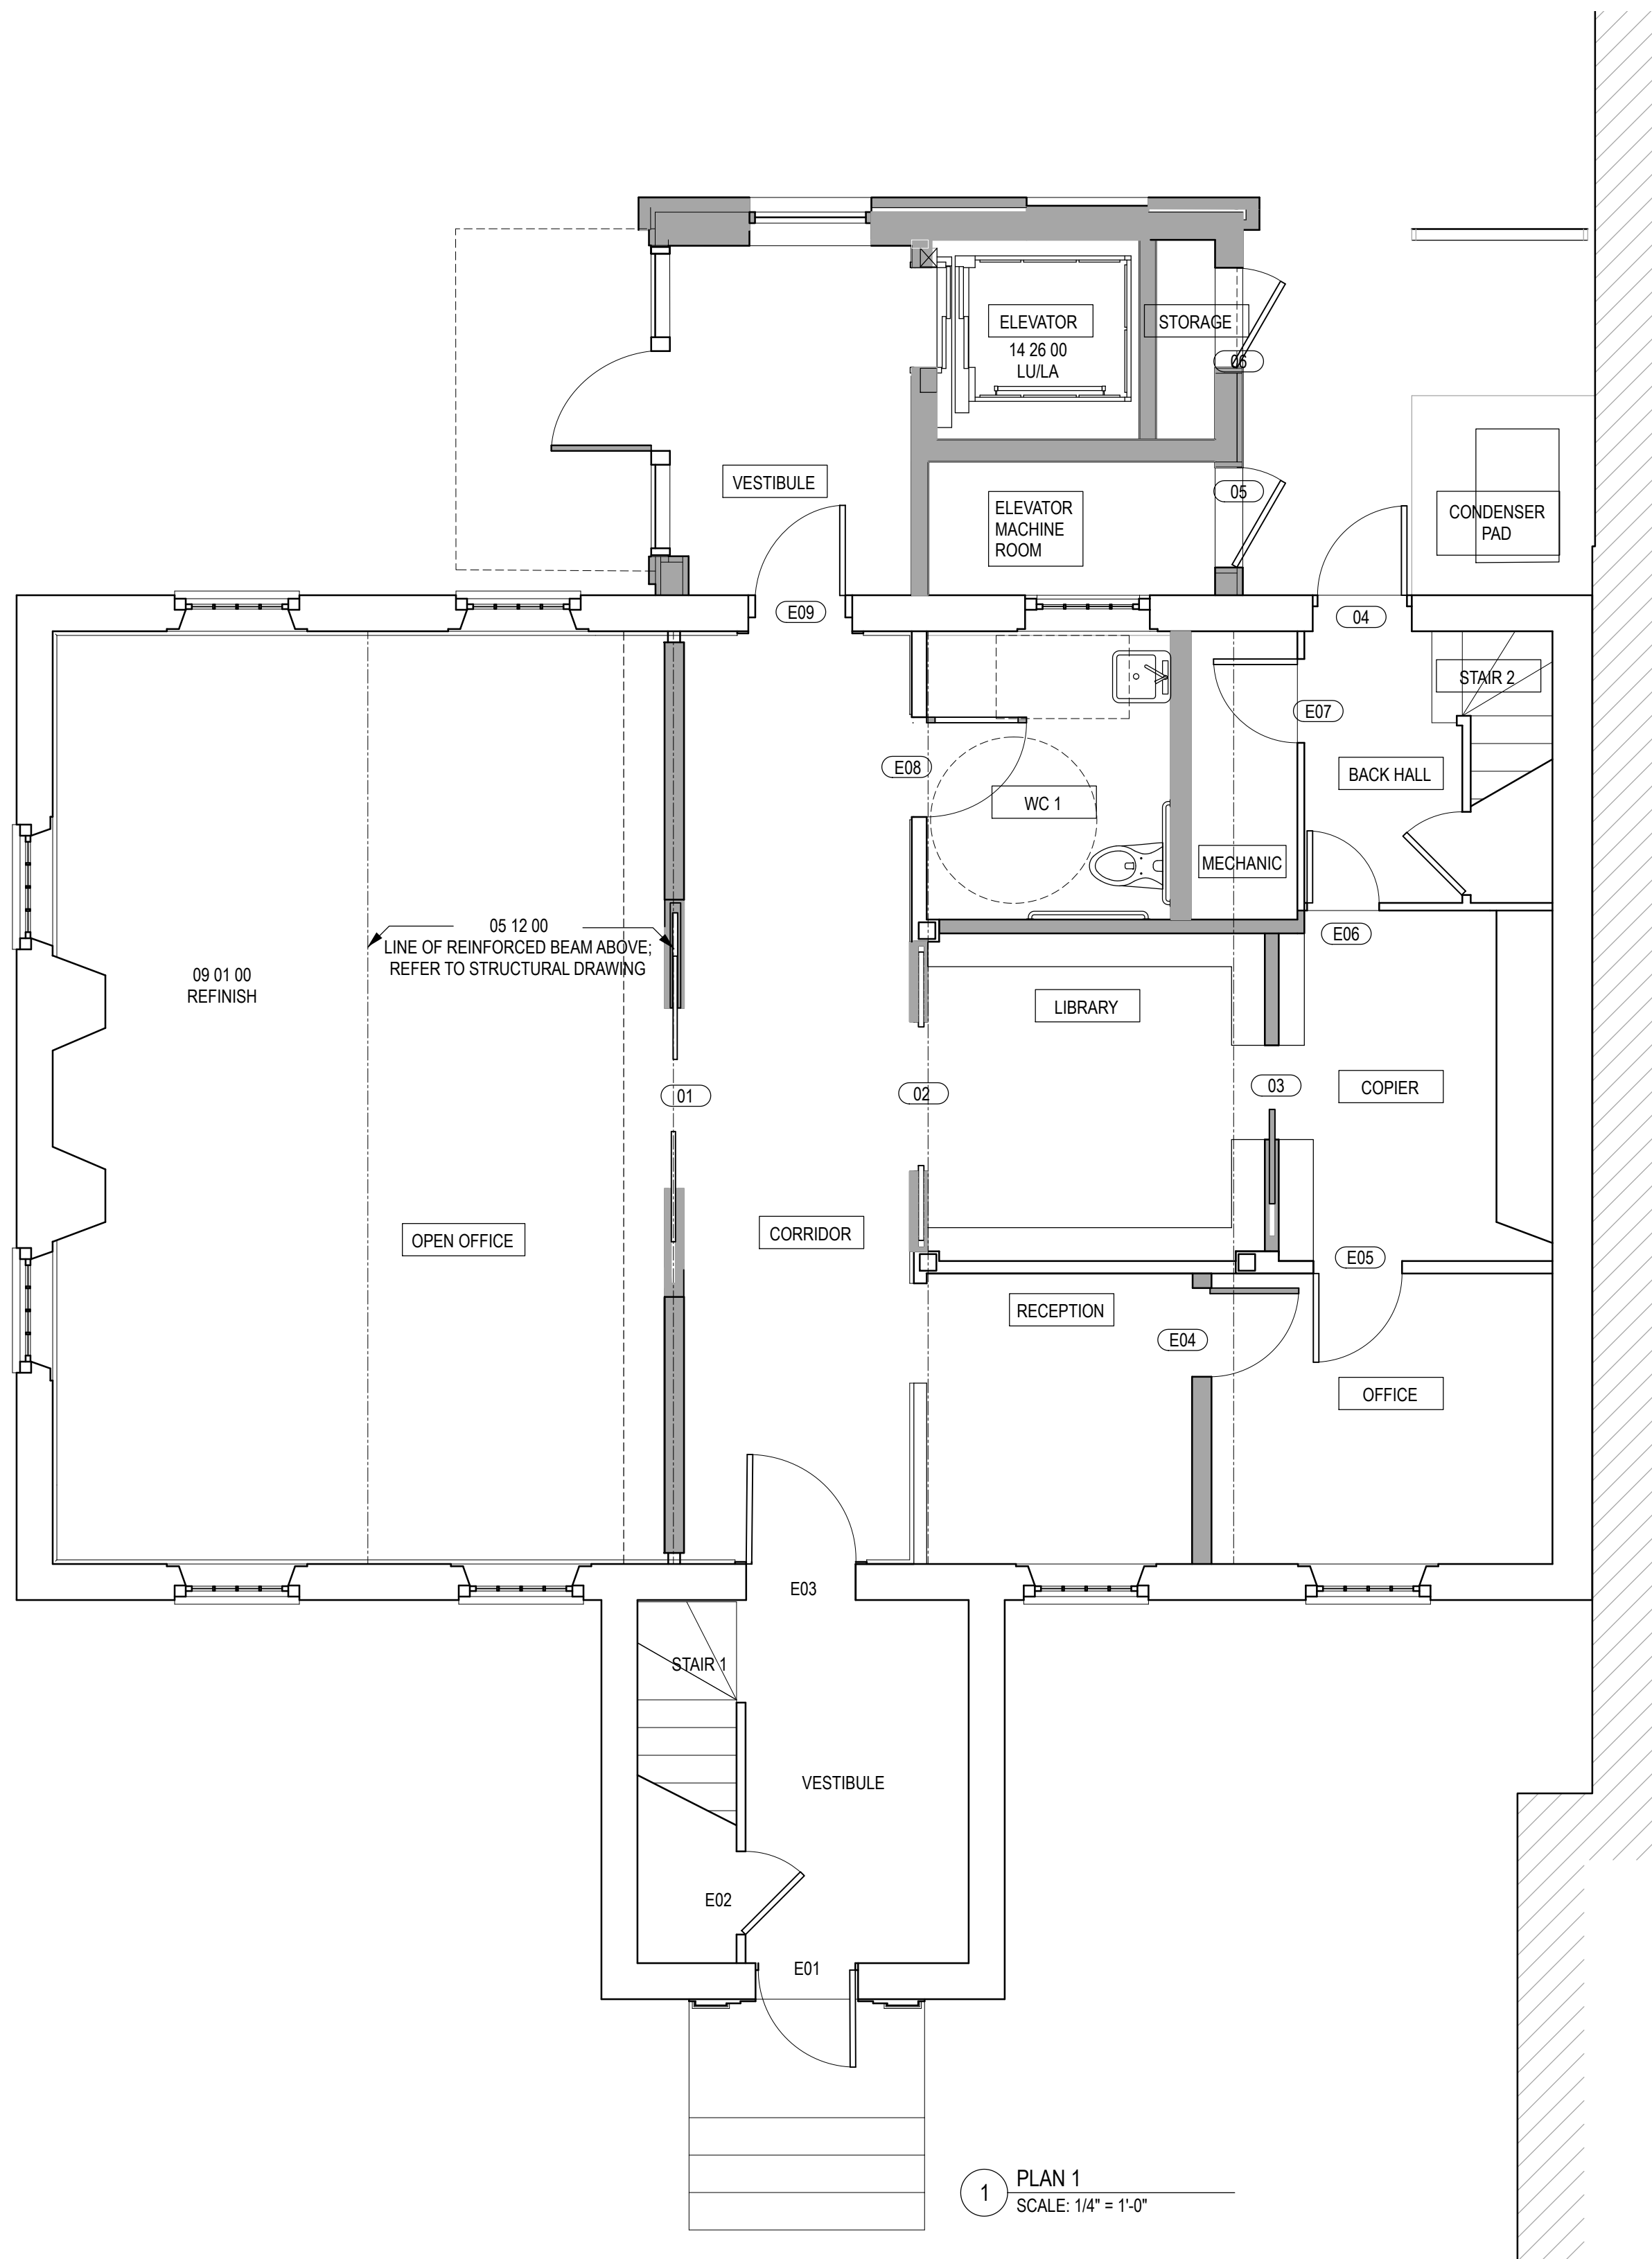 ELEVATOR
14 26 00
LU/LA
STORAGE
06
VESTIBULE
05
ELEVATOR
MACHINE
ROOM
CONDENSER
PAD
E09
04
STAIR 2
E07
E08
BACK HALL
WC 1
MECHANIC
05 12 00
LINE OF REINFORCED BEAM ABOVE;
REFER TO STRUCTURAL DRAWING
E06
09 01 00
REFINISH
LIBRARY
01
02
03
COPIER
OPEN OFFICE
CORRIDOR
E05
RECEPTION
E04
OFFICE
E03
STAIR 1
VESTIBULE
E02
E01
1
PLAN 1
SCALE: 1/4" = 1'-0"